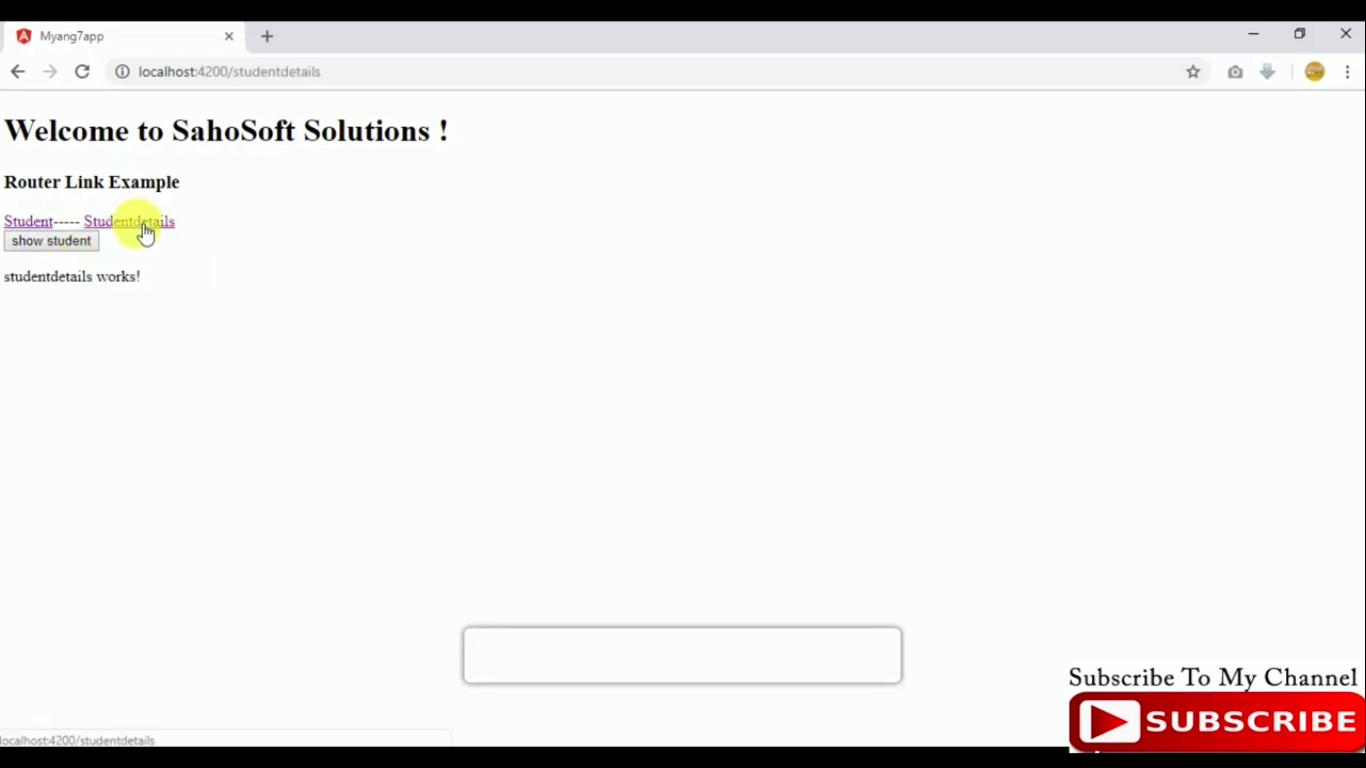 Myang7app
localhost:4200/studentdetails
Welcome to SahoSoft Solutions !
Router Link Example
Student----- Studentdetails
show student
studentdetails works!
Subscribe To My Channel
SUBSCRIBE
localhost:4200/studentdetails